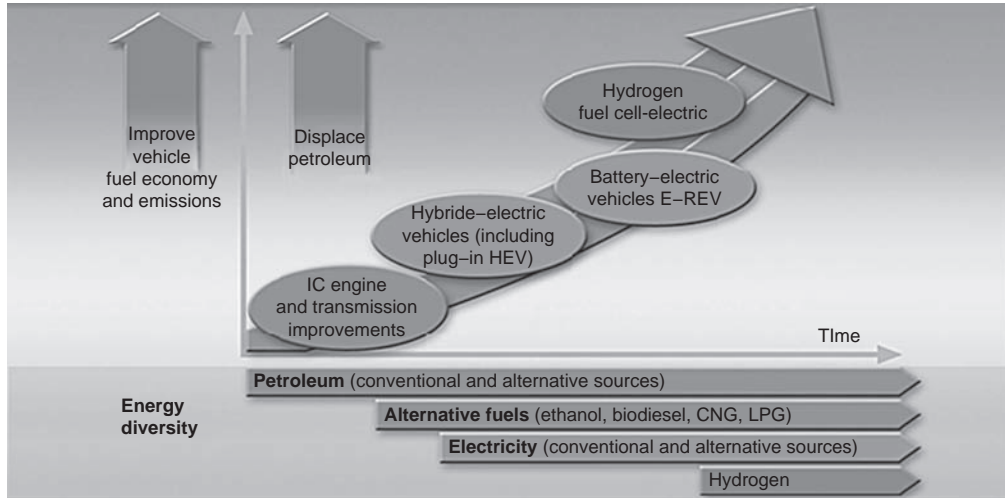 Improve
vehicle
fuel economy
and emissions
Displace
petroleum
Hydrogen
fuel cell-electric
Battery–electric
vehicles E–REV
Hybride–electric
vehicles (including
plug–in HEV)
IC engine
and transmission
improvements
TIme
Energy
diversity
Petroleum (conventional and alternative sources)
Alternative fuels (ethanol, biodiesel, CNG, LPG)
Electricity (conventional and alternative sources)
Hydrogen